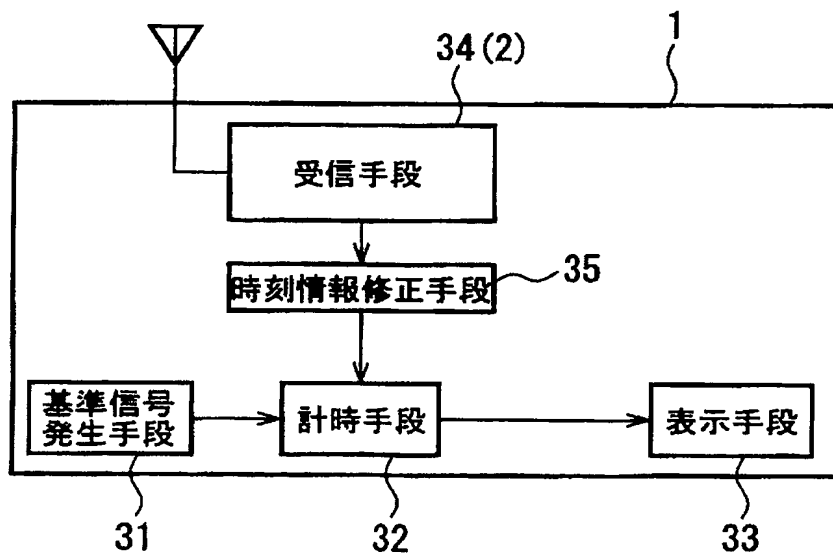 1
34(2)
受信手段
時刻情報修正手段
35
基準信号
発生手段
計時手段
表示手段
31
32
33